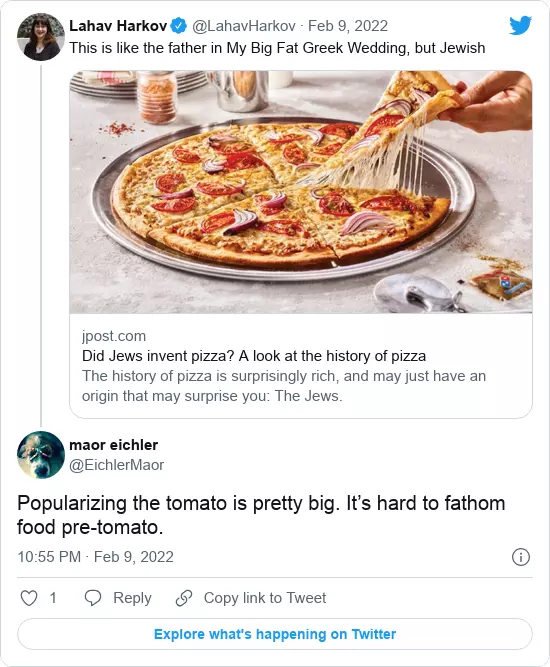 Lahav Harkov @LahavHarkov · Feb 9, 2022
This is like the father in My Big Fat Greek Wedding, but Jewish
jpost.com
Did Jews invent pizza? A look at the history of pizza
The history of pizza is surprisingly rich, and may just have an
origin that may surprise you: The Jews.
maor eichler
@EichlerMaor
Popularizing the tomato is pretty big. It’s hard to fathom
food pre-tomato.
10:55 PM · Feb 9, 2022
1 Reply Copy link to Tweet
Explore what's happening on Twitter